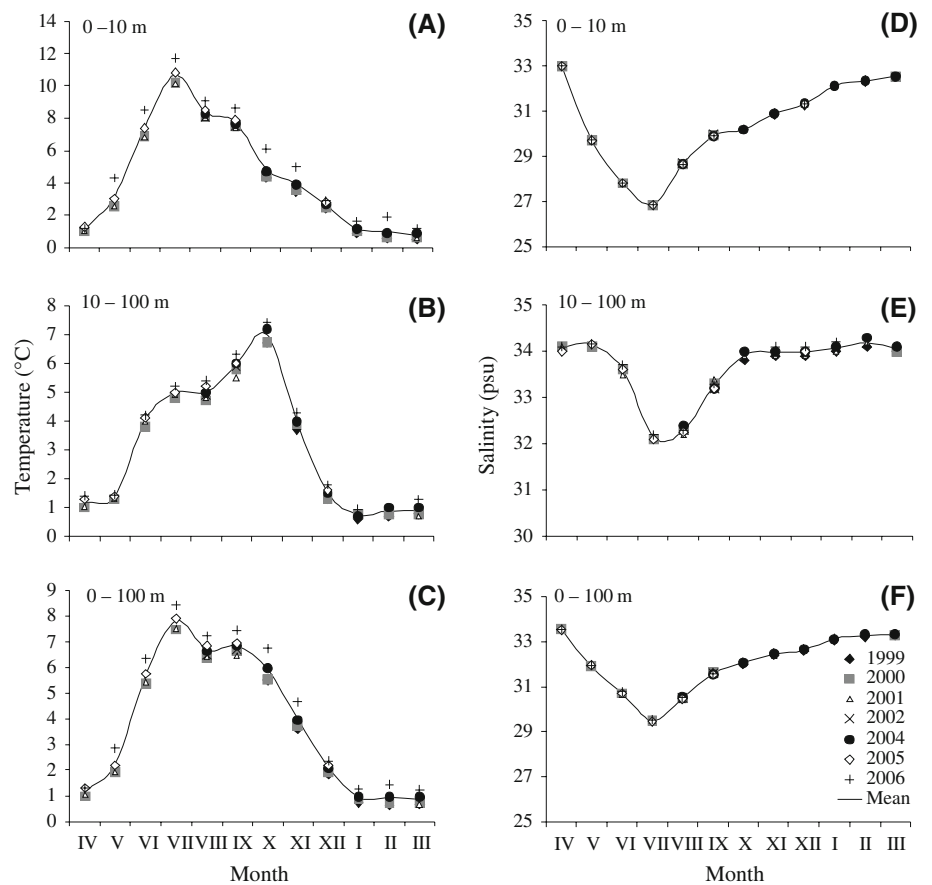 (A)
0 – 10 m
14
12
10
8
6
4
2
0
(B)
10 – 100 m
8
7
6
5
4
3
2
1
0
Temperature (°C)
(C)
0 – 100 m
9
8
7
6
5
4
3
2
1
0
IV V VI VII VIII IX X XI XII I II III
Month
(D)
0 – 10 m
35
33
31
29
27
25
(E)
10 – 100 m
35
34
33
32
31
30
Salinity (psu)
(F)
0 – 100 m
35
33
31
29
27
25
1999
2000
2001
2002
2004
2005
2006
Mean
IV V VI VII VIII IX X XI XII I II III
Month